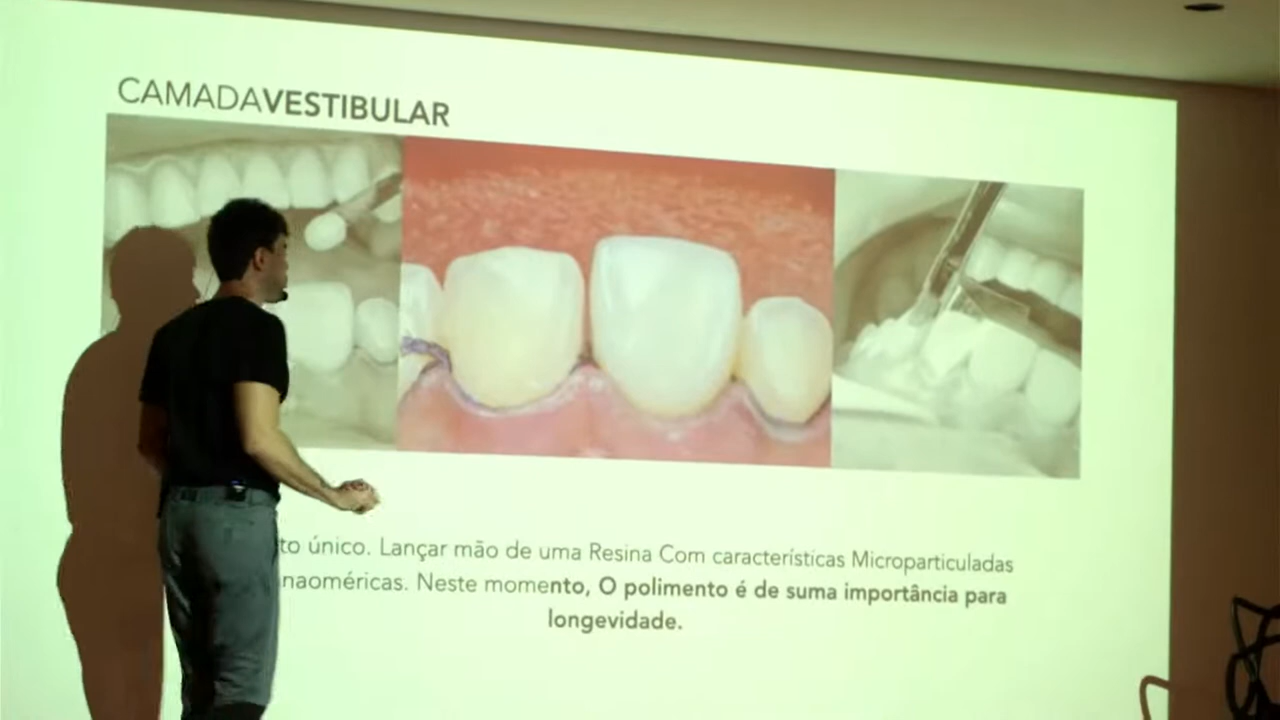 CAMADAVESTIBULAR
to único. Lançar mão de uma Resina Com características Microparticuladas
naoméricas. Neste momento, O polimento é de suma importância para
longevidade.